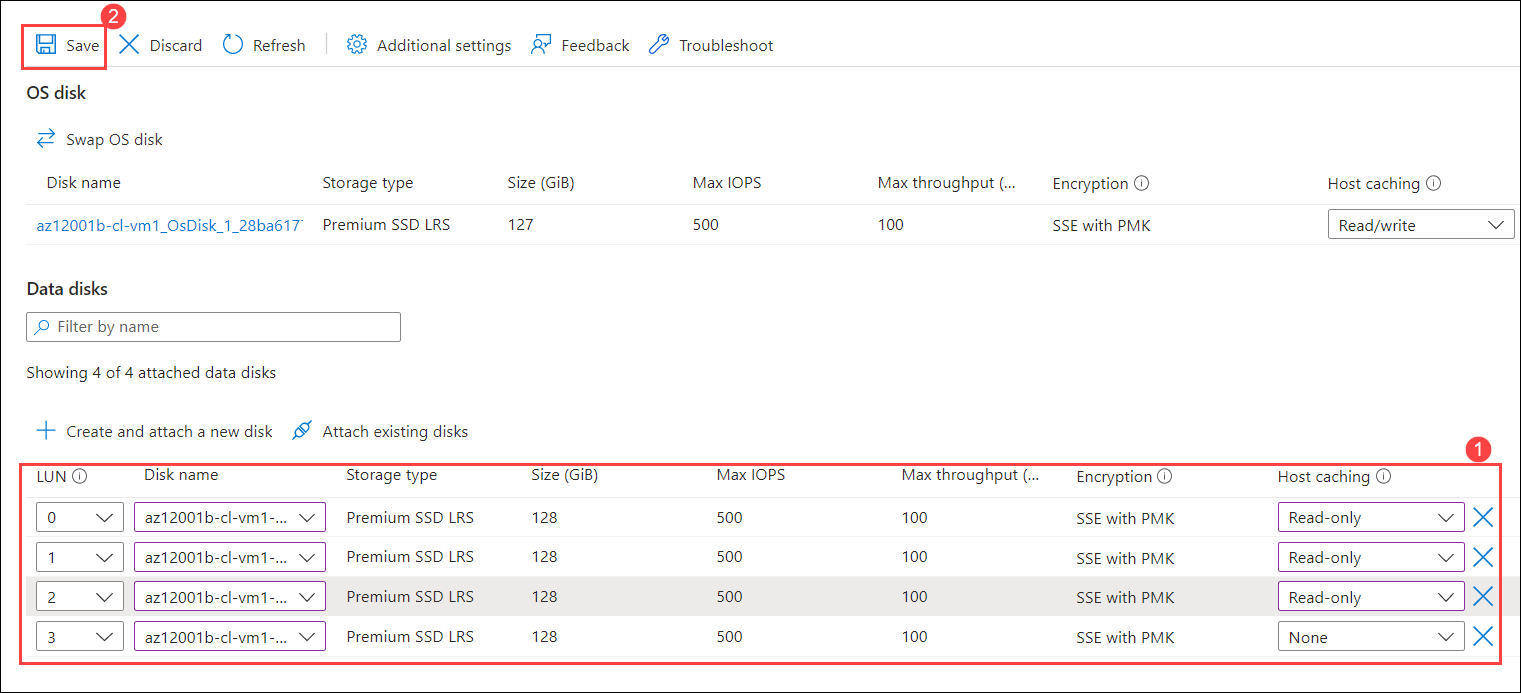 2
Save Discard Refresh Additional settings Feedback Troubleshoot
OS disk
Swap OS disk
Disk name Storage type Size (GiB) Max IOPS Max throughput (... Encryption Host caching
az12001b-cl-vm1_OsDisk_1_28ba617 Premium SSD LRS 127 500 100 SSE with PMK Read/write
Data disks
Filter by name
Showing 4 of 4 attached data disks
Create and attach a new disk Attach existing disks
1
LUN Disk name Storage type Size (GiB) Max IOPS Max throughput (... Encryption Host caching
0 az12001b-cl-vm1-... Premium SSD LRS 128 500 100 SSE with PMK Read-only
1 az12001b-cl-vm1-... Premium SSD LRS 128 500 100 SSE with PMK Read-only
2 az12001b-cl-vm1-... Premium SSD LRS 128 500 100 SSE with PMK Read-only
3 az12001b-cl-vm1-... Premium SSD LRS 128 500 100 SSE with PMK None